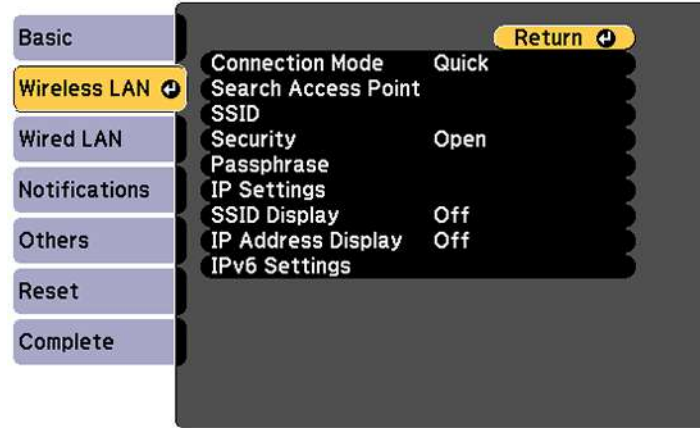 Basic
Wireless LAN
Wired LAN
Notifications
Others
Reset
Complete
Return
Connection Mode Quick
Search Access Point
SSID
Security Open
Passphrase
IP Settings
SSID Display Off
IP Address Display Off
IPv6 Settings